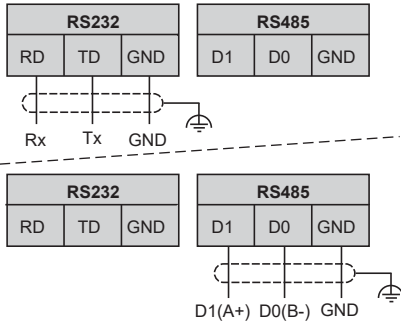 RS232 RS485
RD TD GND D1 D0 GND
Rx Tx GND
RS232 RS485
RD TD GND D1 D0 GND
D1(A+) D0(B-) GND